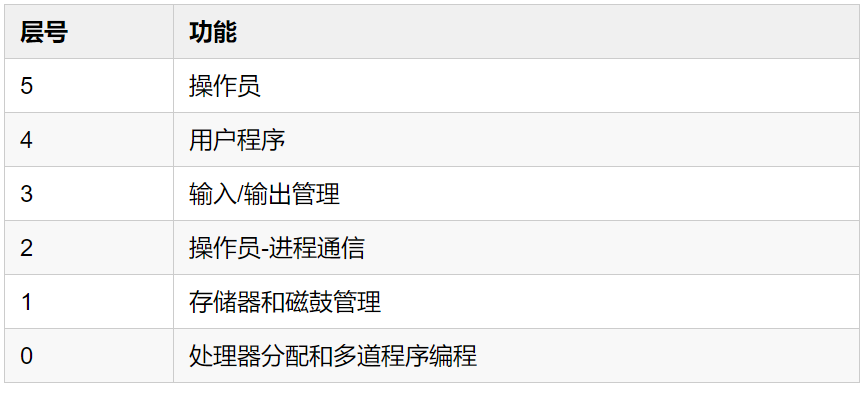 层号 功能
5 操作员
4 用户程序
3 输入/输出管理
2 操作员-进程通信
1 存储器和磁鼓管理
0 处理器分配和多道程序编程